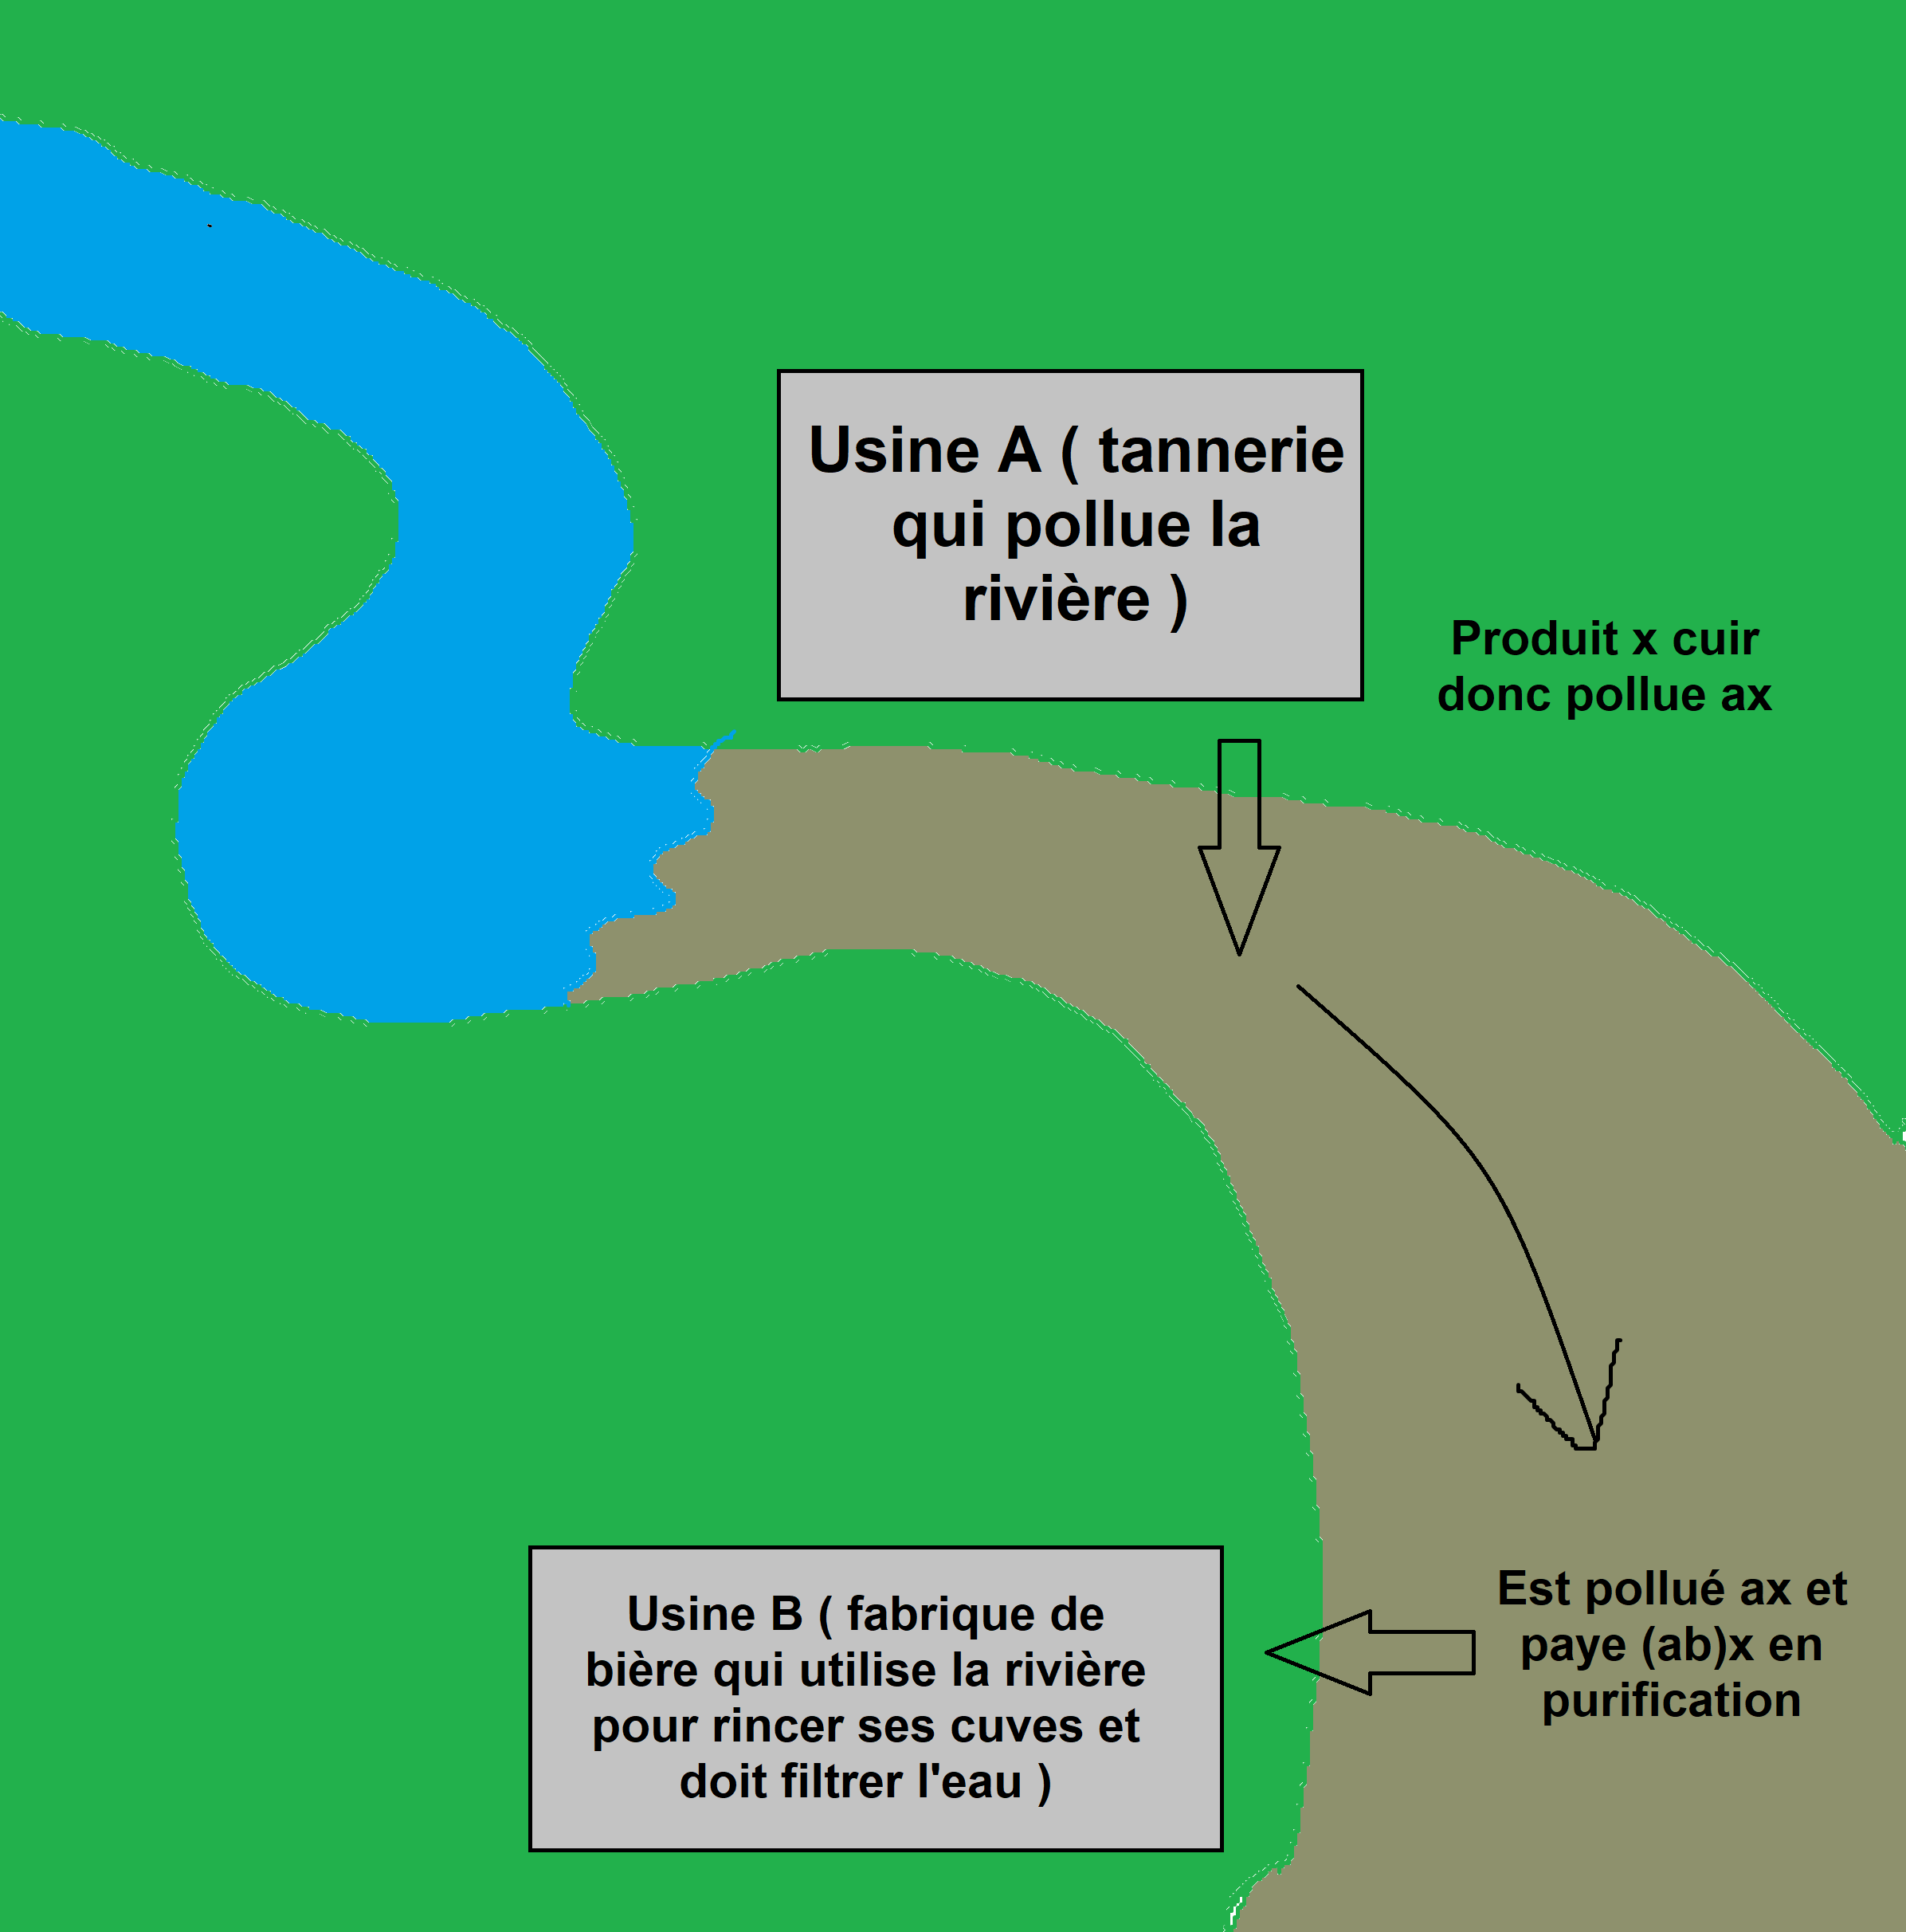 Usine A ( tannerie
qui pollue la
rivière )
Produit x cuir
donc pollue ax
Est pollué ax et
paye (ab)x en
purification
Usine B ( fabrique de
bière qui utilise la rivière
pour rincer ses cuves et
doit filtrer l'eau )